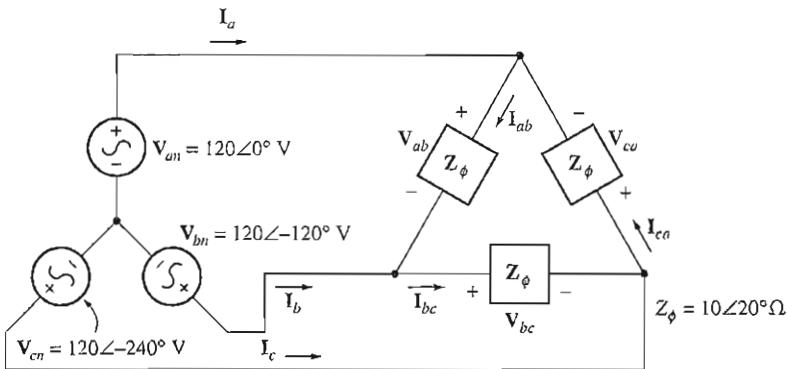 I_a
+
V_an = 120∠0° V
−
V_bn = 120∠−120° V
V_cn = 120∠−240° V
I_b
I_c
+
V_ab
I_ab
Z_ϕ
−
−
V_ca
Z_ϕ
+
I_ca
I_bc
+
Z_ϕ
−
V_bc
Z_ϕ = 10∠20°Ω